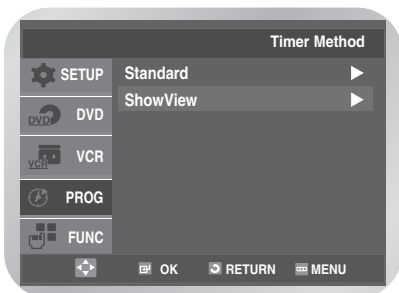 Timer Method
SETUP
Standard
ShowView
DVD
DVD
VCR
VCR
PROG
FUNC
OK RETURN MENU